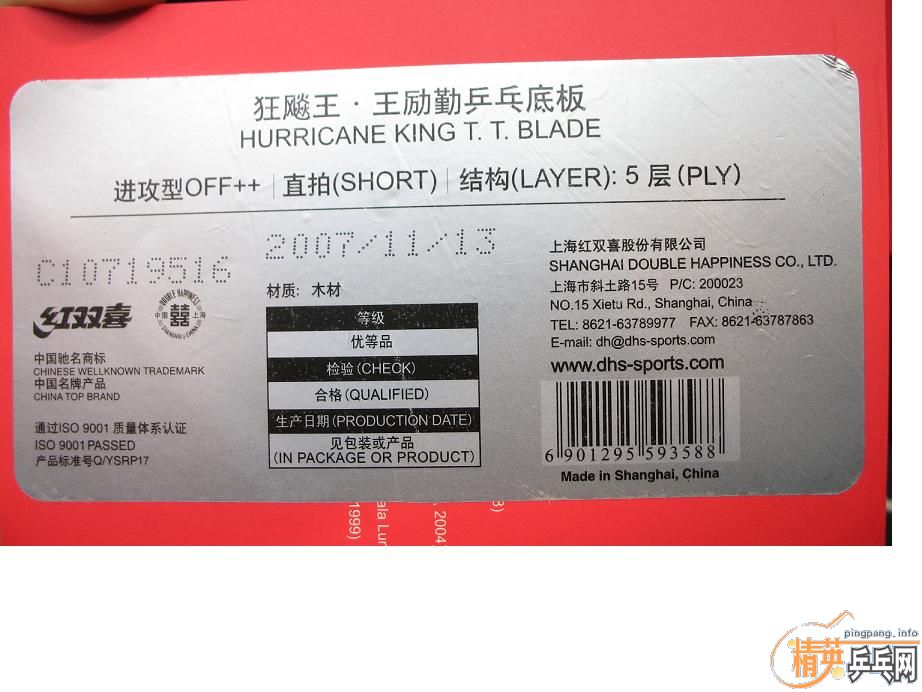 狂飚王·王励勤乒乓底板
HURRICANE KING T. T. BLADE
进攻型OFF++ 直拍(SHORT) 结构(LAYER): 5 层(PLY)
C10719516
2007/11/13
红双喜
DOUBLE HAPPINESS
中国 囍 上海
SHANGHAI CHINA
中国驰名商标
CHINESE WELLKNOWN TRADEMARK
中国名牌产品
CHINA TOP BRAND
通过ISO 9001 质量体系认证
ISO 9001 PASSED
产品标准号Q/YSRP17
材质: 木材
等级
优等品
检验(CHECK)
合格(QUALIFIED)
生产日期(PRODUCTION DATE)
见包装或产品
(IN PACKAGE OR PRODUCT)
上海红双喜股份有限公司
SHANGHAI DOUBLE HAPPINESS CO., LTD.
上海市斜土路15号 P/C: 200023
NO.15 Xietu Rd., Shanghai, China
TEL: 8621-63789977 FAX: 8621-63787863
E-mail: dh@dhs-sports.com
www.dhs-sports.com
6 901295 593588
Made in Shanghai, China
1999)
ala Lu
, 2004
pingpang.info
精英乒乓网